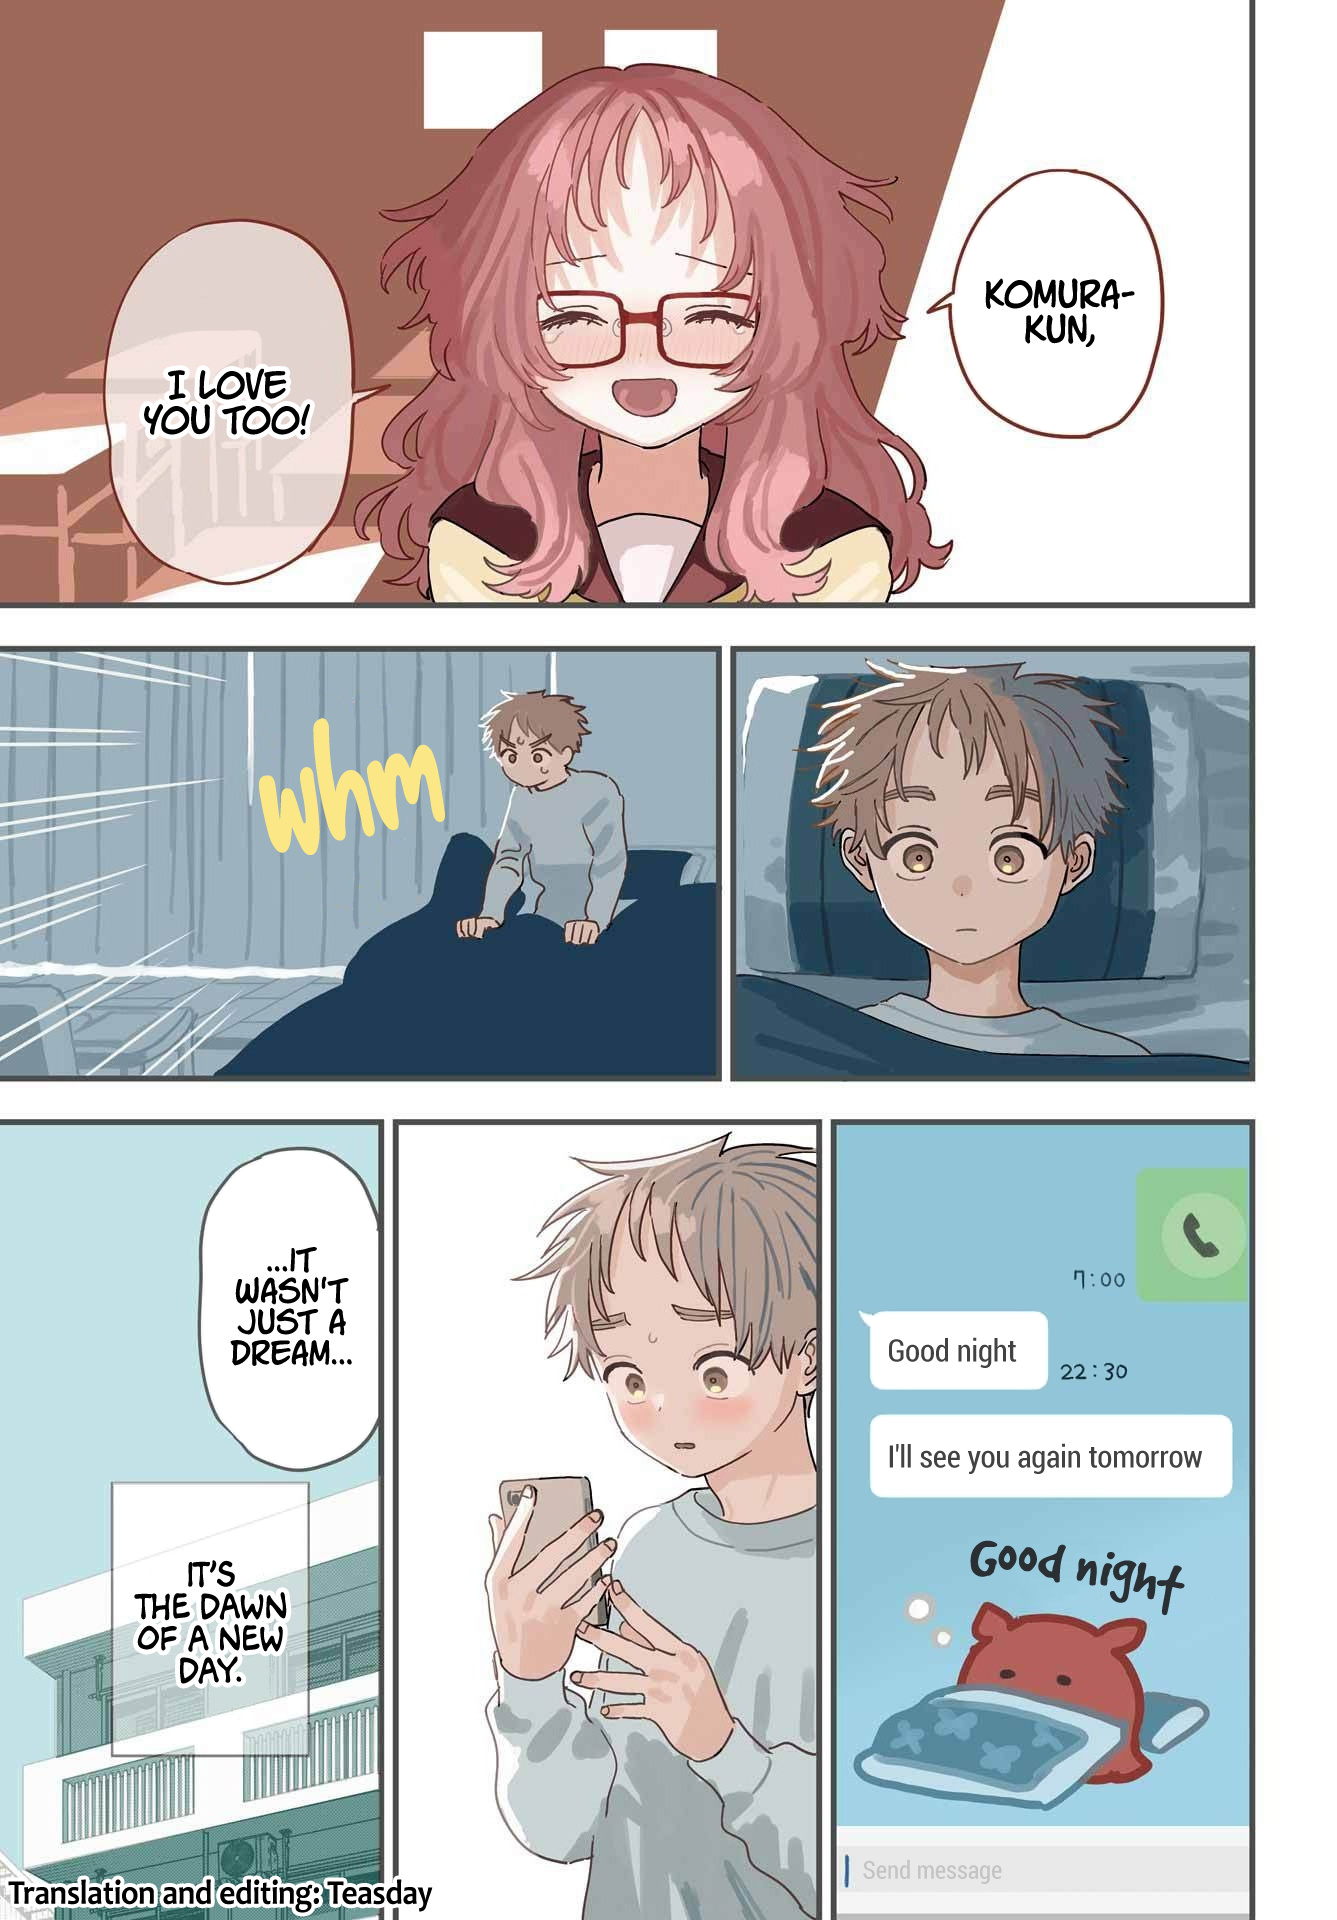 KOMURA-
KUN,
I LOVE
YOU TOO!
whm
7:00
Good night
22:30
I'll see you again tomorrow
Good night
Send message
...IT
WASN'T
JUST A
DREAM...
IT'S
THE DAWN
OF A NEW
DAY.
Translation and editing: Teasday